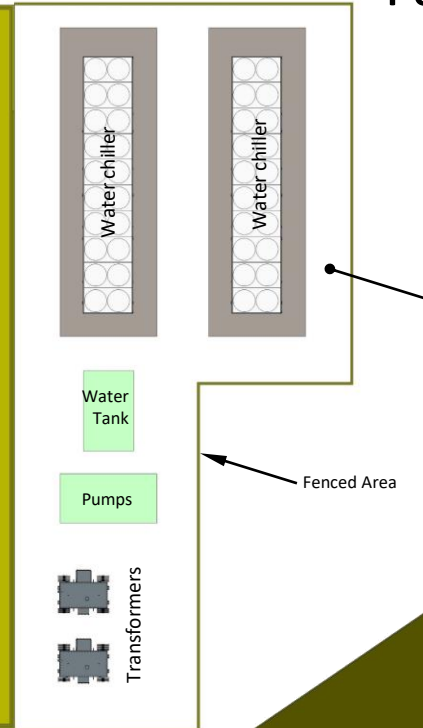 Water chiller
Water chiller
Water
Tank
Fenced Area
Pumps
Transformers